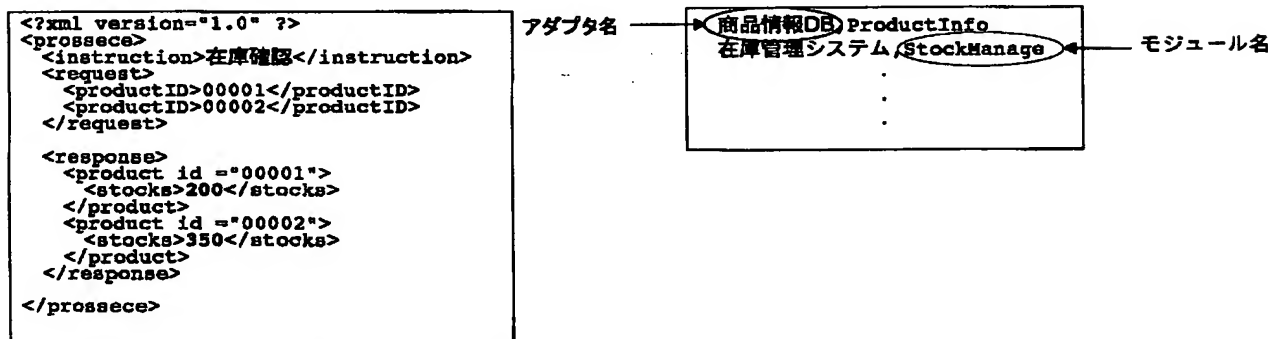 <?xml version="1.0" ?>
<prossece>
<instruction>在庫確認</instruction>
<request>
<productID>00001</productID>
<productID>00002</productID>
</request>
<response>
<product id ="00001">
<stocks>200</stocks>
</product>
<product id ="00002">
<stocks>350</stocks>
</product>
</response>
</prossece>
アダプタ名
商品情報DB,ProductInfo
在庫管理システム,StockManage
モジュール名